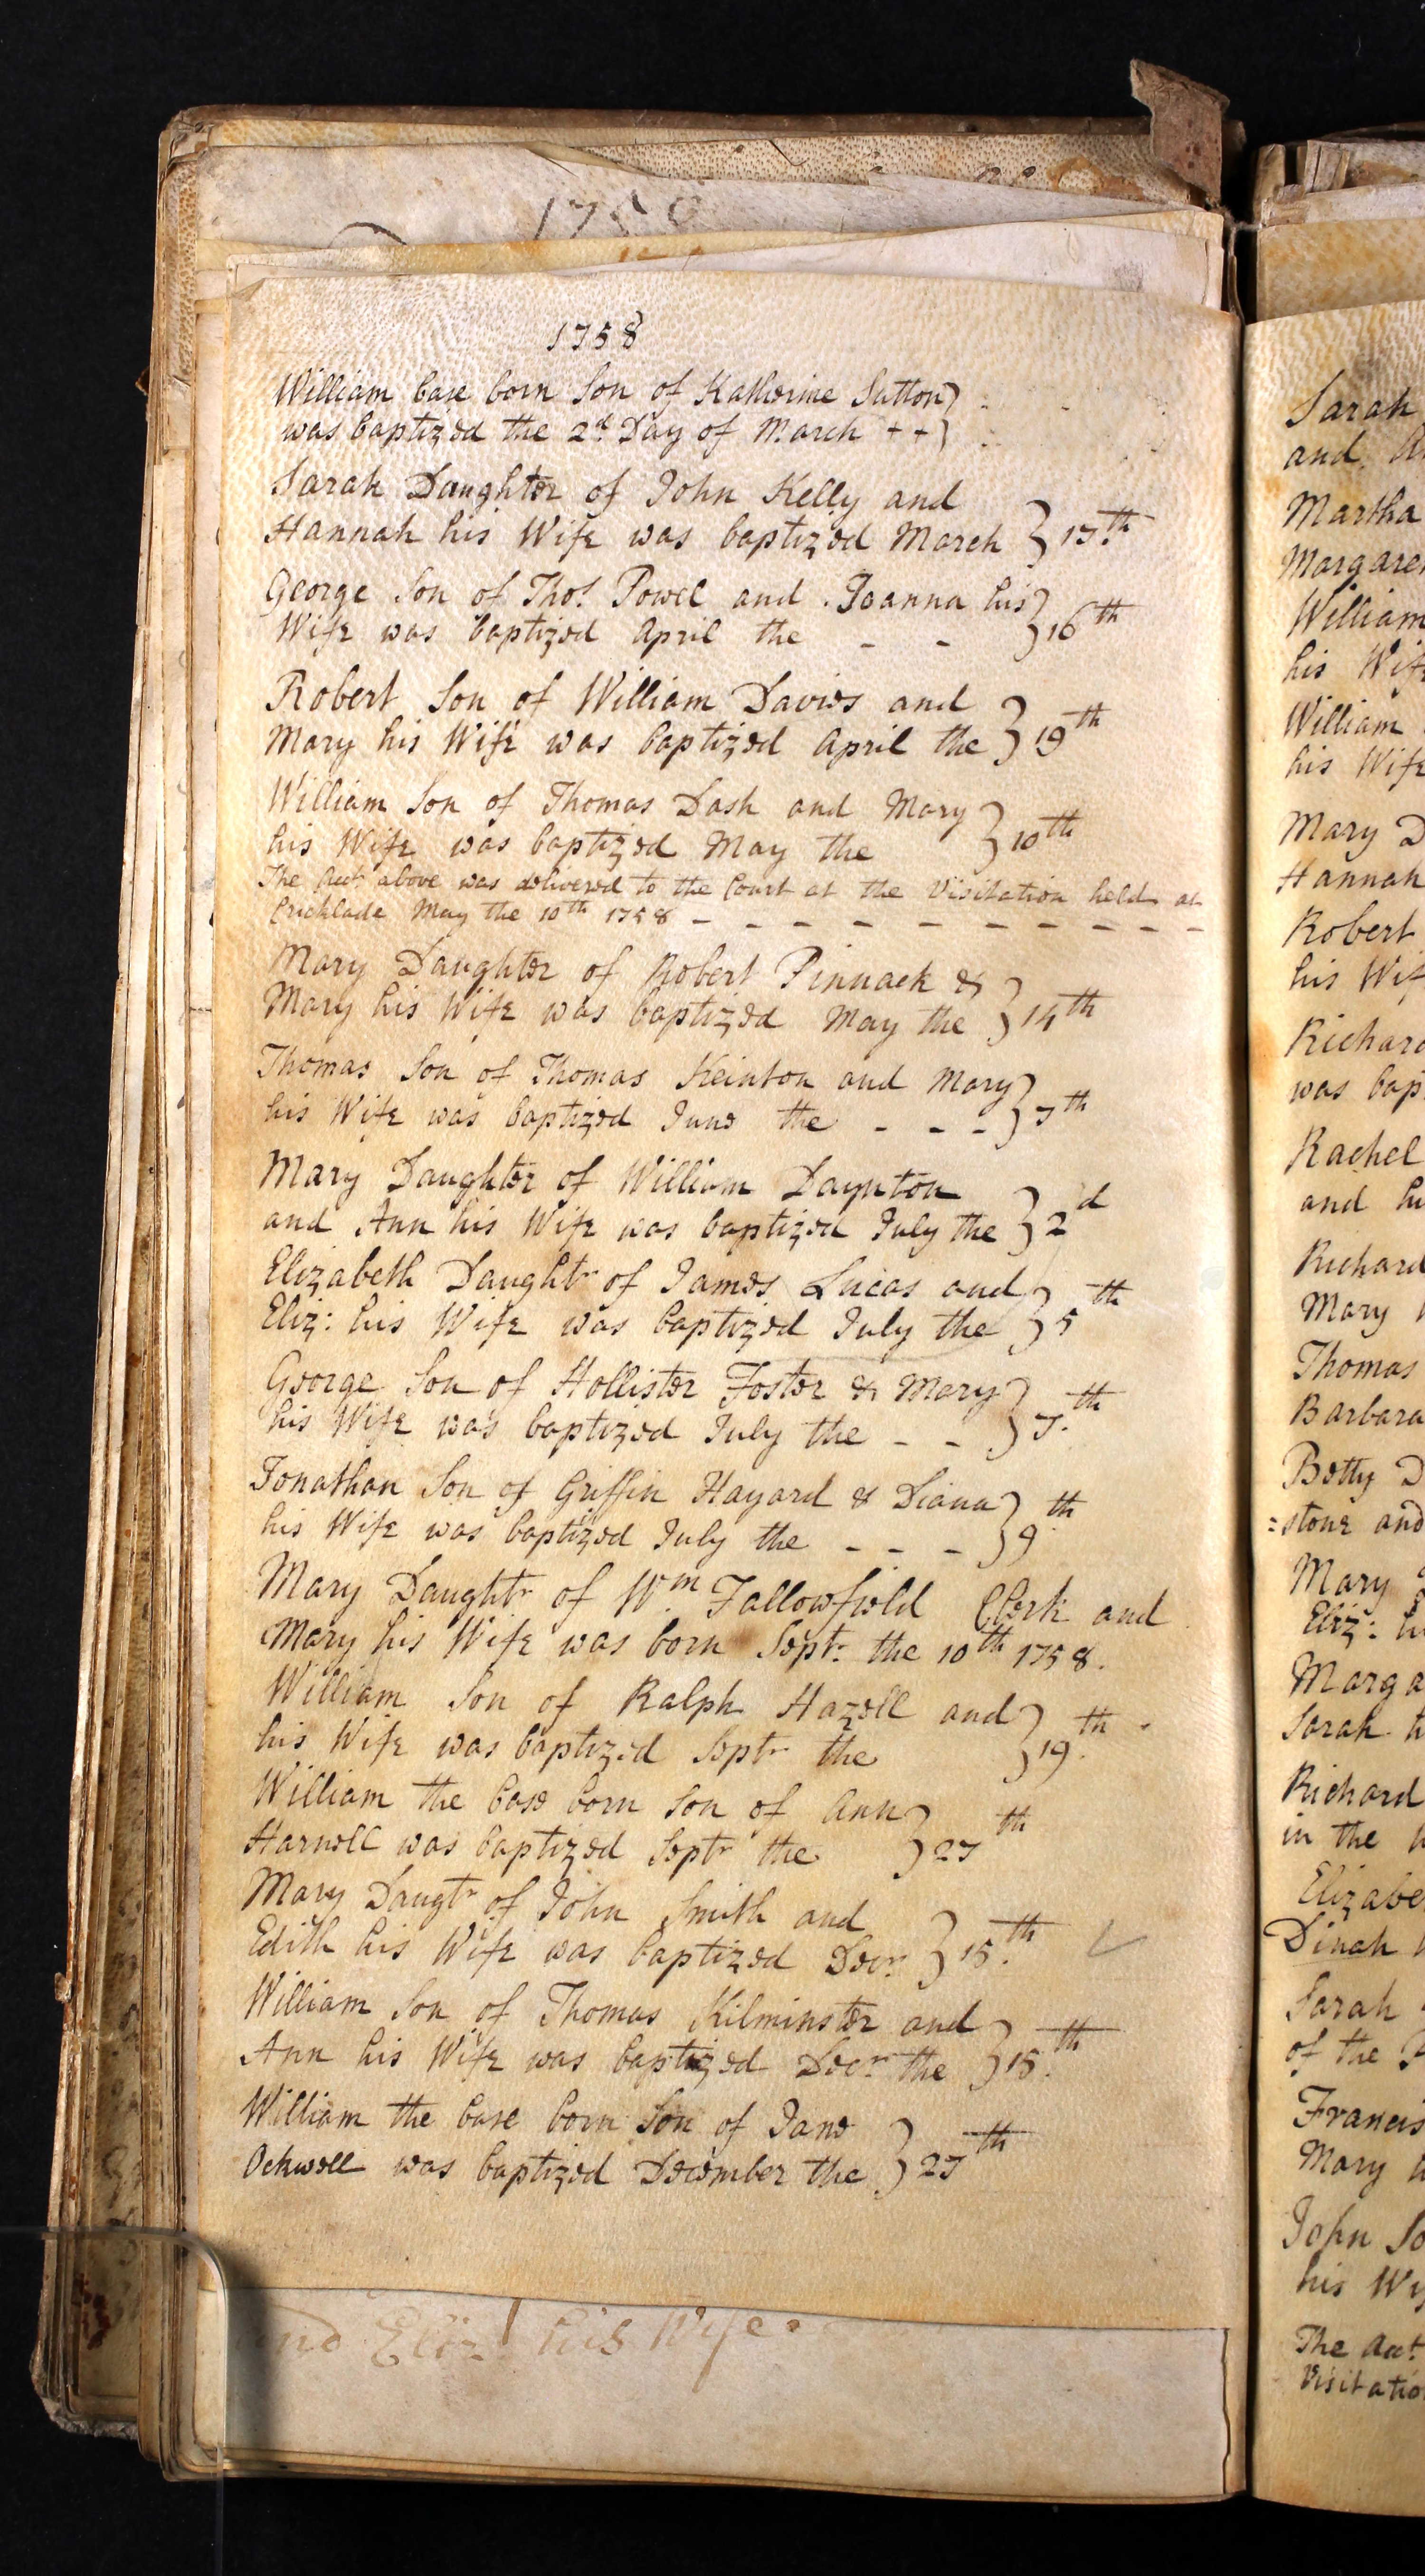 1758
William base born Son of Katherine Sutton
was baptized the 2d Day of March + +
Sarah Daughter of John Kelly and
Hannah his Wife was baptized March 17th
George Son of Thos. Powel and Joanna his
Wife was baptized April the - - 16th
Robert Son of William Davies and
Mary his Wife was baptized April the 19th
William Son of Thomas Dash and Mary
his Wife was baptized May the 10th
The Acct. above was delivered to the Court at the Visitation held at
Cricklade May the 10th 1758 - - - - - - - - - -
Mary Daughter of Robert Pinnack &
Mary his Wife was baptized May the 14th
Thomas Son of Thomas Keinton and Mary
his Wife was baptized June the - - - 7th
Mary Daughter of William Daynton
and Ann his Wife was baptized July the 2d
Elizabeth Daughtr of James Lucas and
Eliz: his Wife was baptized July the 5th
George Son of Hollister Foster & Mary
his Wife was baptized July the - - 7th
Jonathan Son of Griffin Hayard & Diana
his Wife was baptized July the - - - 9th
Mary Daughtr of Wm Fallowfield Clerk and
Mary his Wife was born Septr: the 10th 1758.
William Son of Ralph Hazell and
his Wife was baptized Septr the 19th
William the base born Son of Ann
Harwell was baptized Septr the 27th
Mary Daugtr of John Smith and
Edith his Wife was baptized Decr. 15th
William Son of Thomas Kilminster and
Ann his Wife was baptized Decr. the 15th
William the base born Son of Jane
Ockwell was baptized December the 27th
Eliz his Wife
Sarah
and
Martha
Margaret
William
his Wife
William
his Wife
Mary D
Hannah
Robert
his Wif
Richard
was bap
Rachel
and hi
Richard
Mary
Thomas
Barbara
Betty D
=stone and
Mary
Eliz: h
Marga
Sarah h
Richard
in the
Elizabe
Dinah
Sarah
of the P
Francis
Mary
John So
his Wi
The Acct.
Visitatio